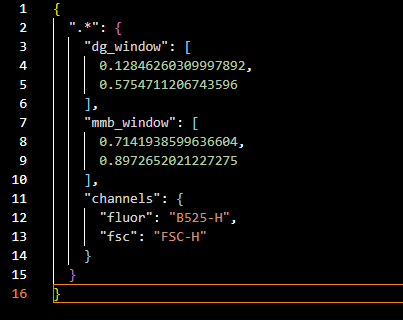 1 {
2 ".*": {
3 "dg_window": [
4 0.12846260309997892,
5 0.5754711206743596
6 ],
7 "mmb_window": [
8 0.7141938599636604,
9 0.8972652021227275
10 ],
11 "channels": {
12 "fluor": "B525-H",
13 "fsc": "FSC-H"
14 }
15 }
16 }